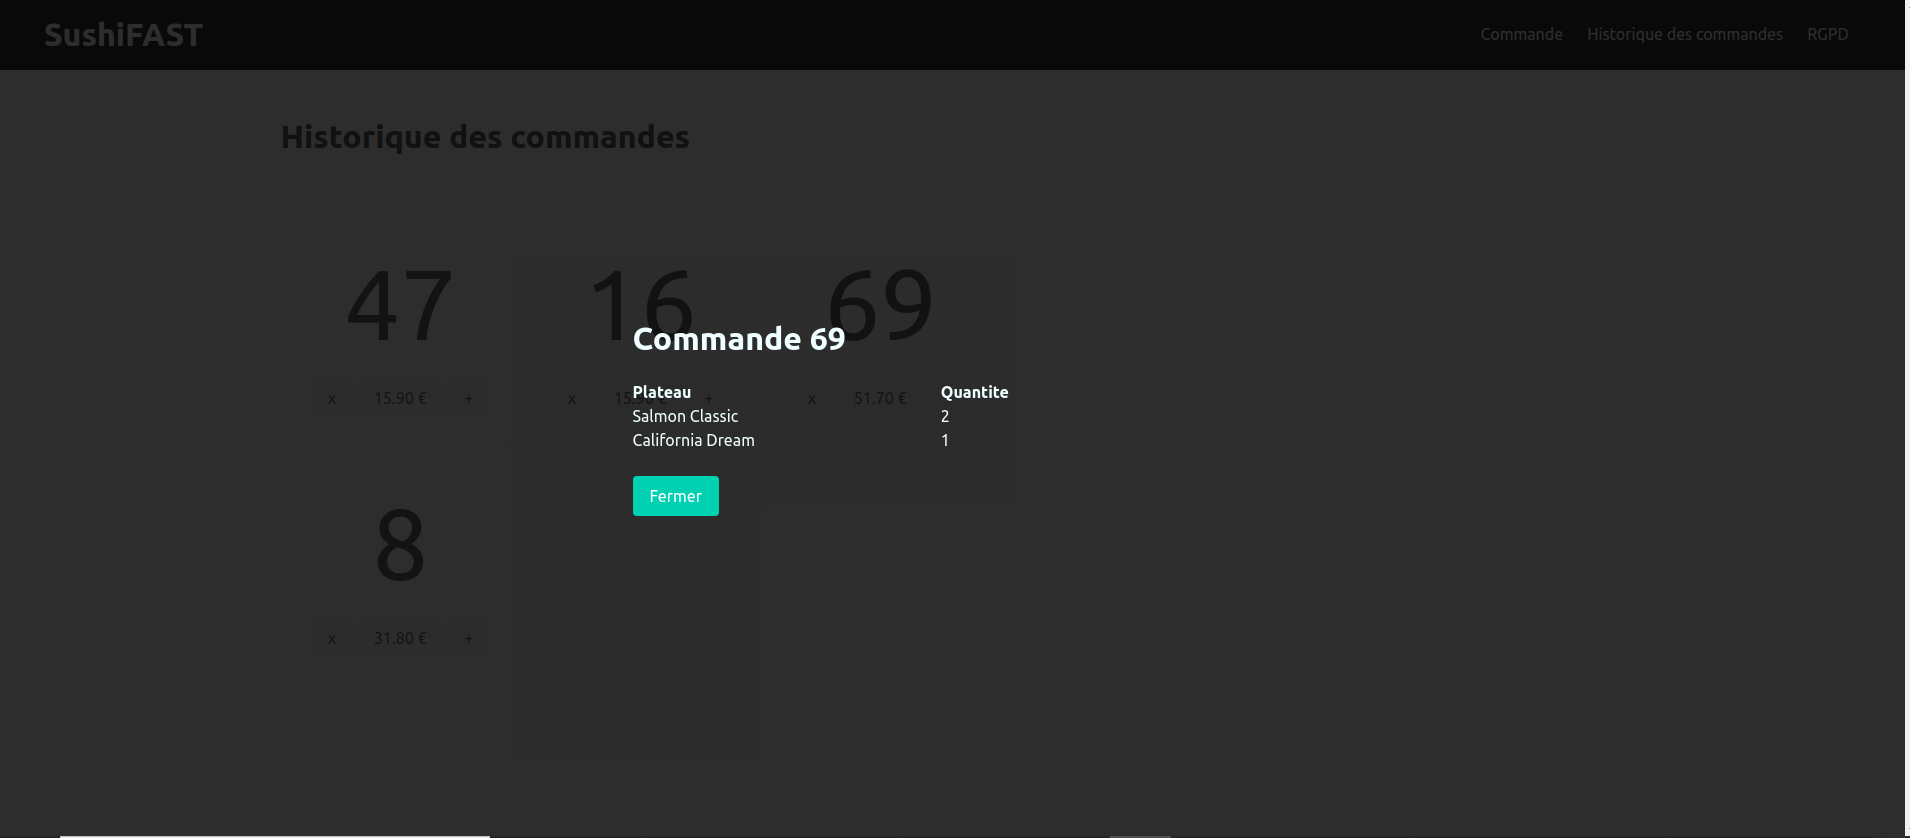 SushiFAST
Commande Historique des commandes RGPD
Historique des commandes
47 16 69
x 15.90 € + x 15.90 € + x 51.70 €
Commande 69
Plateau Quantite
Salmon Classic 2
California Dream 1
Fermer
8
x 31.80 € +